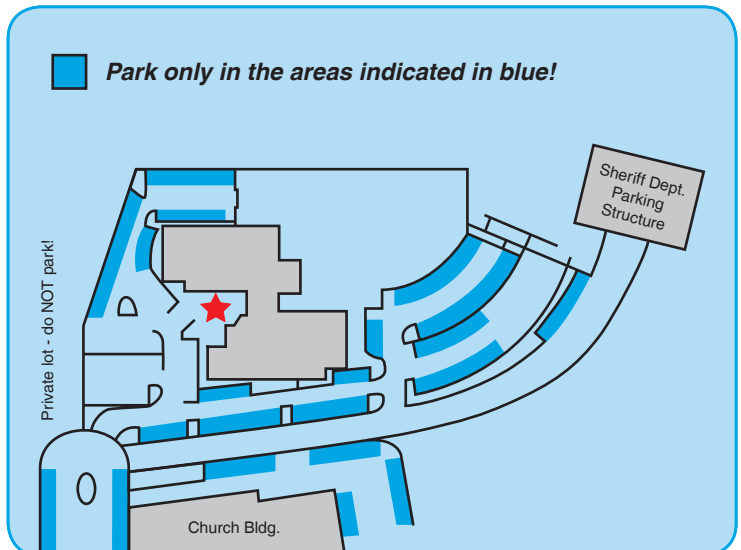 Park only in the areas indicated in blue!
Sheriff Dept.
Parking
Structure
Private lot - do NOT park!
Church Bldg.